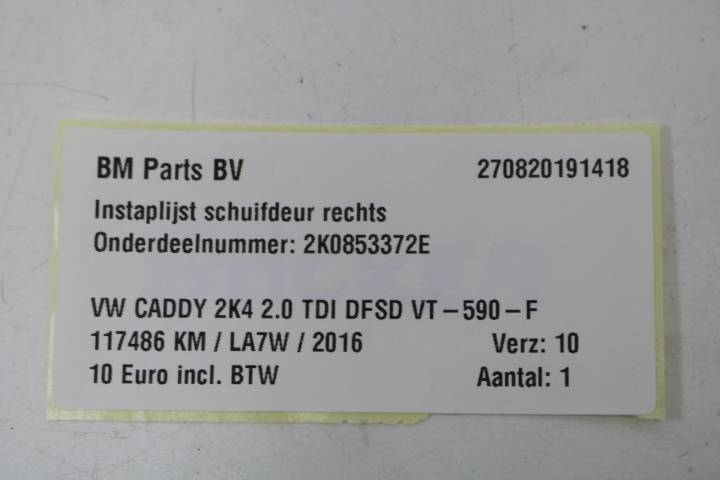 BM Parts BV 270820191418
Instaplijst schuifdeur rechts
Onderdeelnummer: 2K0853372E
VW CADDY 2K4 2.0 TDI DFSD VT-590-F
117486 KM / LA7W / 2016 Verz: 10
10 Euro incl. BTW Aantal: 1